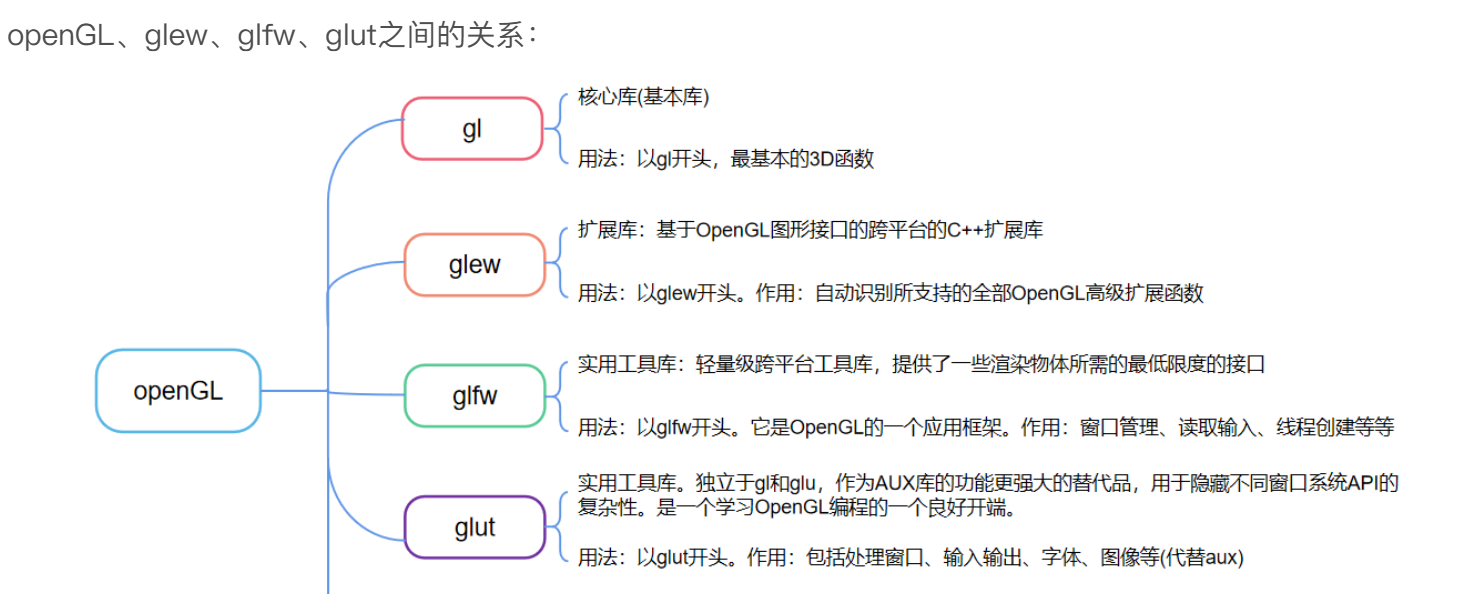 openGL、glew、glfw、glut之间的关系：
gl
核心库(基本库)
用法：以gl开头，最基本的3D函数
glew
扩展库：基于OpenGL图形接口的跨平台的C++扩展库
用法：以glew开头。作用：自动识别所支持的全部OpenGL高级扩展函数
openGL
glfw
实用工具库：轻量级跨平台工具库，提供了一些渲染物体所需的最低限度的接口
用法：以glfw开头。它是OpenGL的一个应用框架。作用：窗口管理、读取输入、线程创建等等
glut
实用工具库。独立于gl和glu，作为AUX库的功能更强大的替代品，用于隐藏不同窗口系统API的
复杂性。是一个学习OpenGL编程的一个良好开端。
用法：以glut开头。作用：包括处理窗口、输入输出、字体、图像等(代替aux)